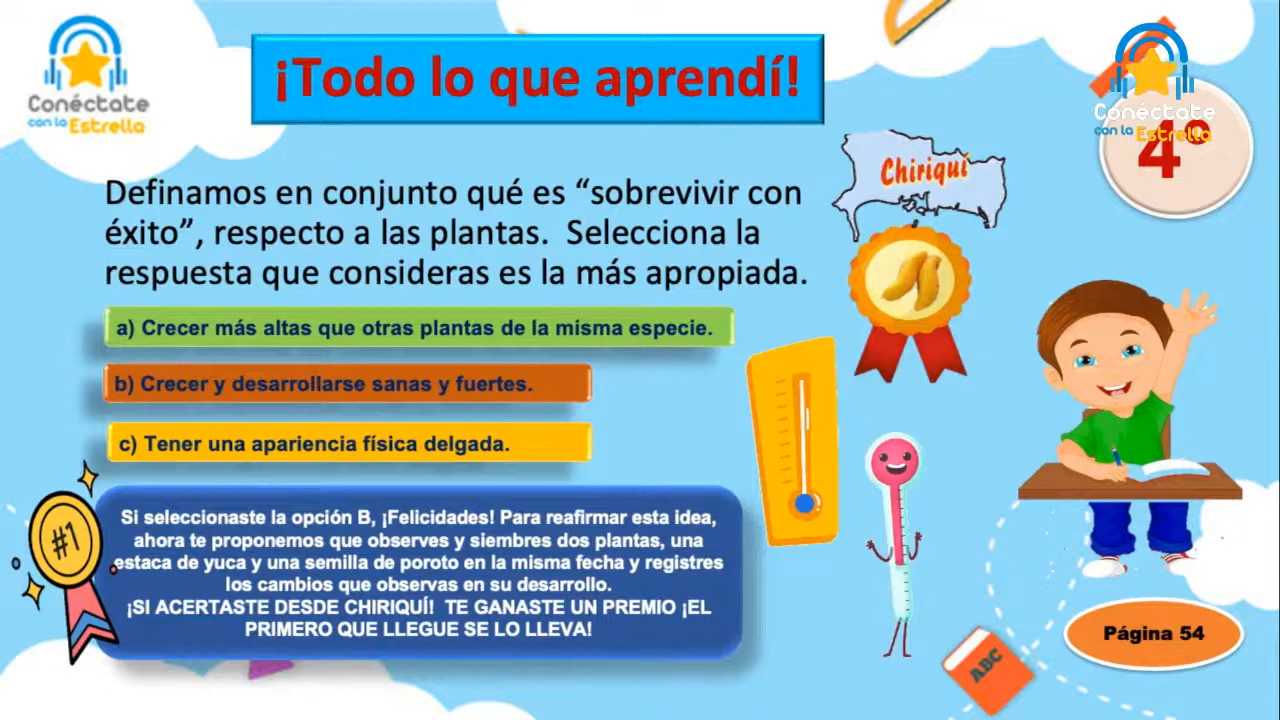 Conéctate
con la Estrella
¡Todo lo que aprendí!
Conéctate
con la Estrella
4°
Chiriquí
Definamos en conjunto qué es “sobrevivir con
éxito”, respecto a las plantas. Selecciona la
respuesta que consideras es la más apropiada.
a) Crecer más altas que otras plantas de la misma especie.
b) Crecer y desarrollarse sanas y fuertes.
c) Tener una apariencia física delgada.
#1
Si seleccionaste la opción B, ¡Felicidades! Para reafirmar esta idea,
ahora te proponemos que observes y siembres dos plantas, una
estaca de yuca y una semilla de poroto en la misma fecha y registres
los cambios que observas en su desarrollo.
¡SI ACERTASTE DESDE CHIRIQUÍ! TE GANASTE UN PREMIO ¡EL
PRIMERO QUE LLEGUE SE LO LLEVA!
Página 54
ABC